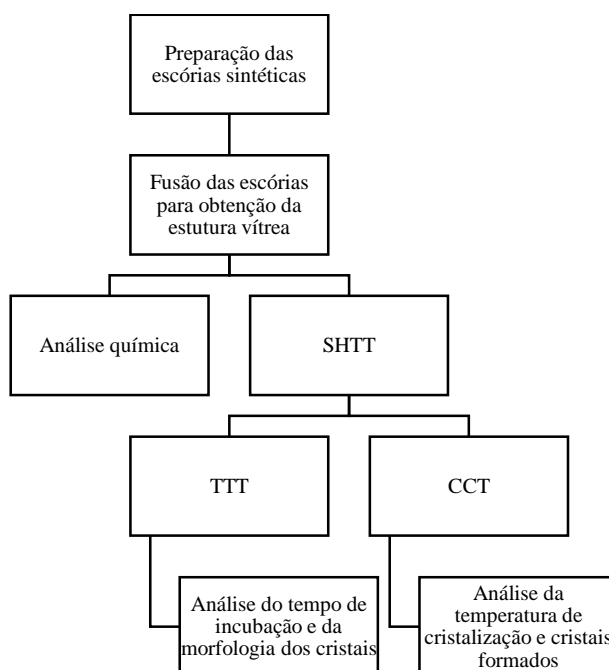 Preparação das
escórias sintéticas
Fusão das escórias
para obtenção da
estutura vítrea
Análise química
SHTT
TTT
CCT
Análise do tempo de
incubação e da
morfologia dos cristais
Análise da
temperatura de
cristalização e cristais
formados